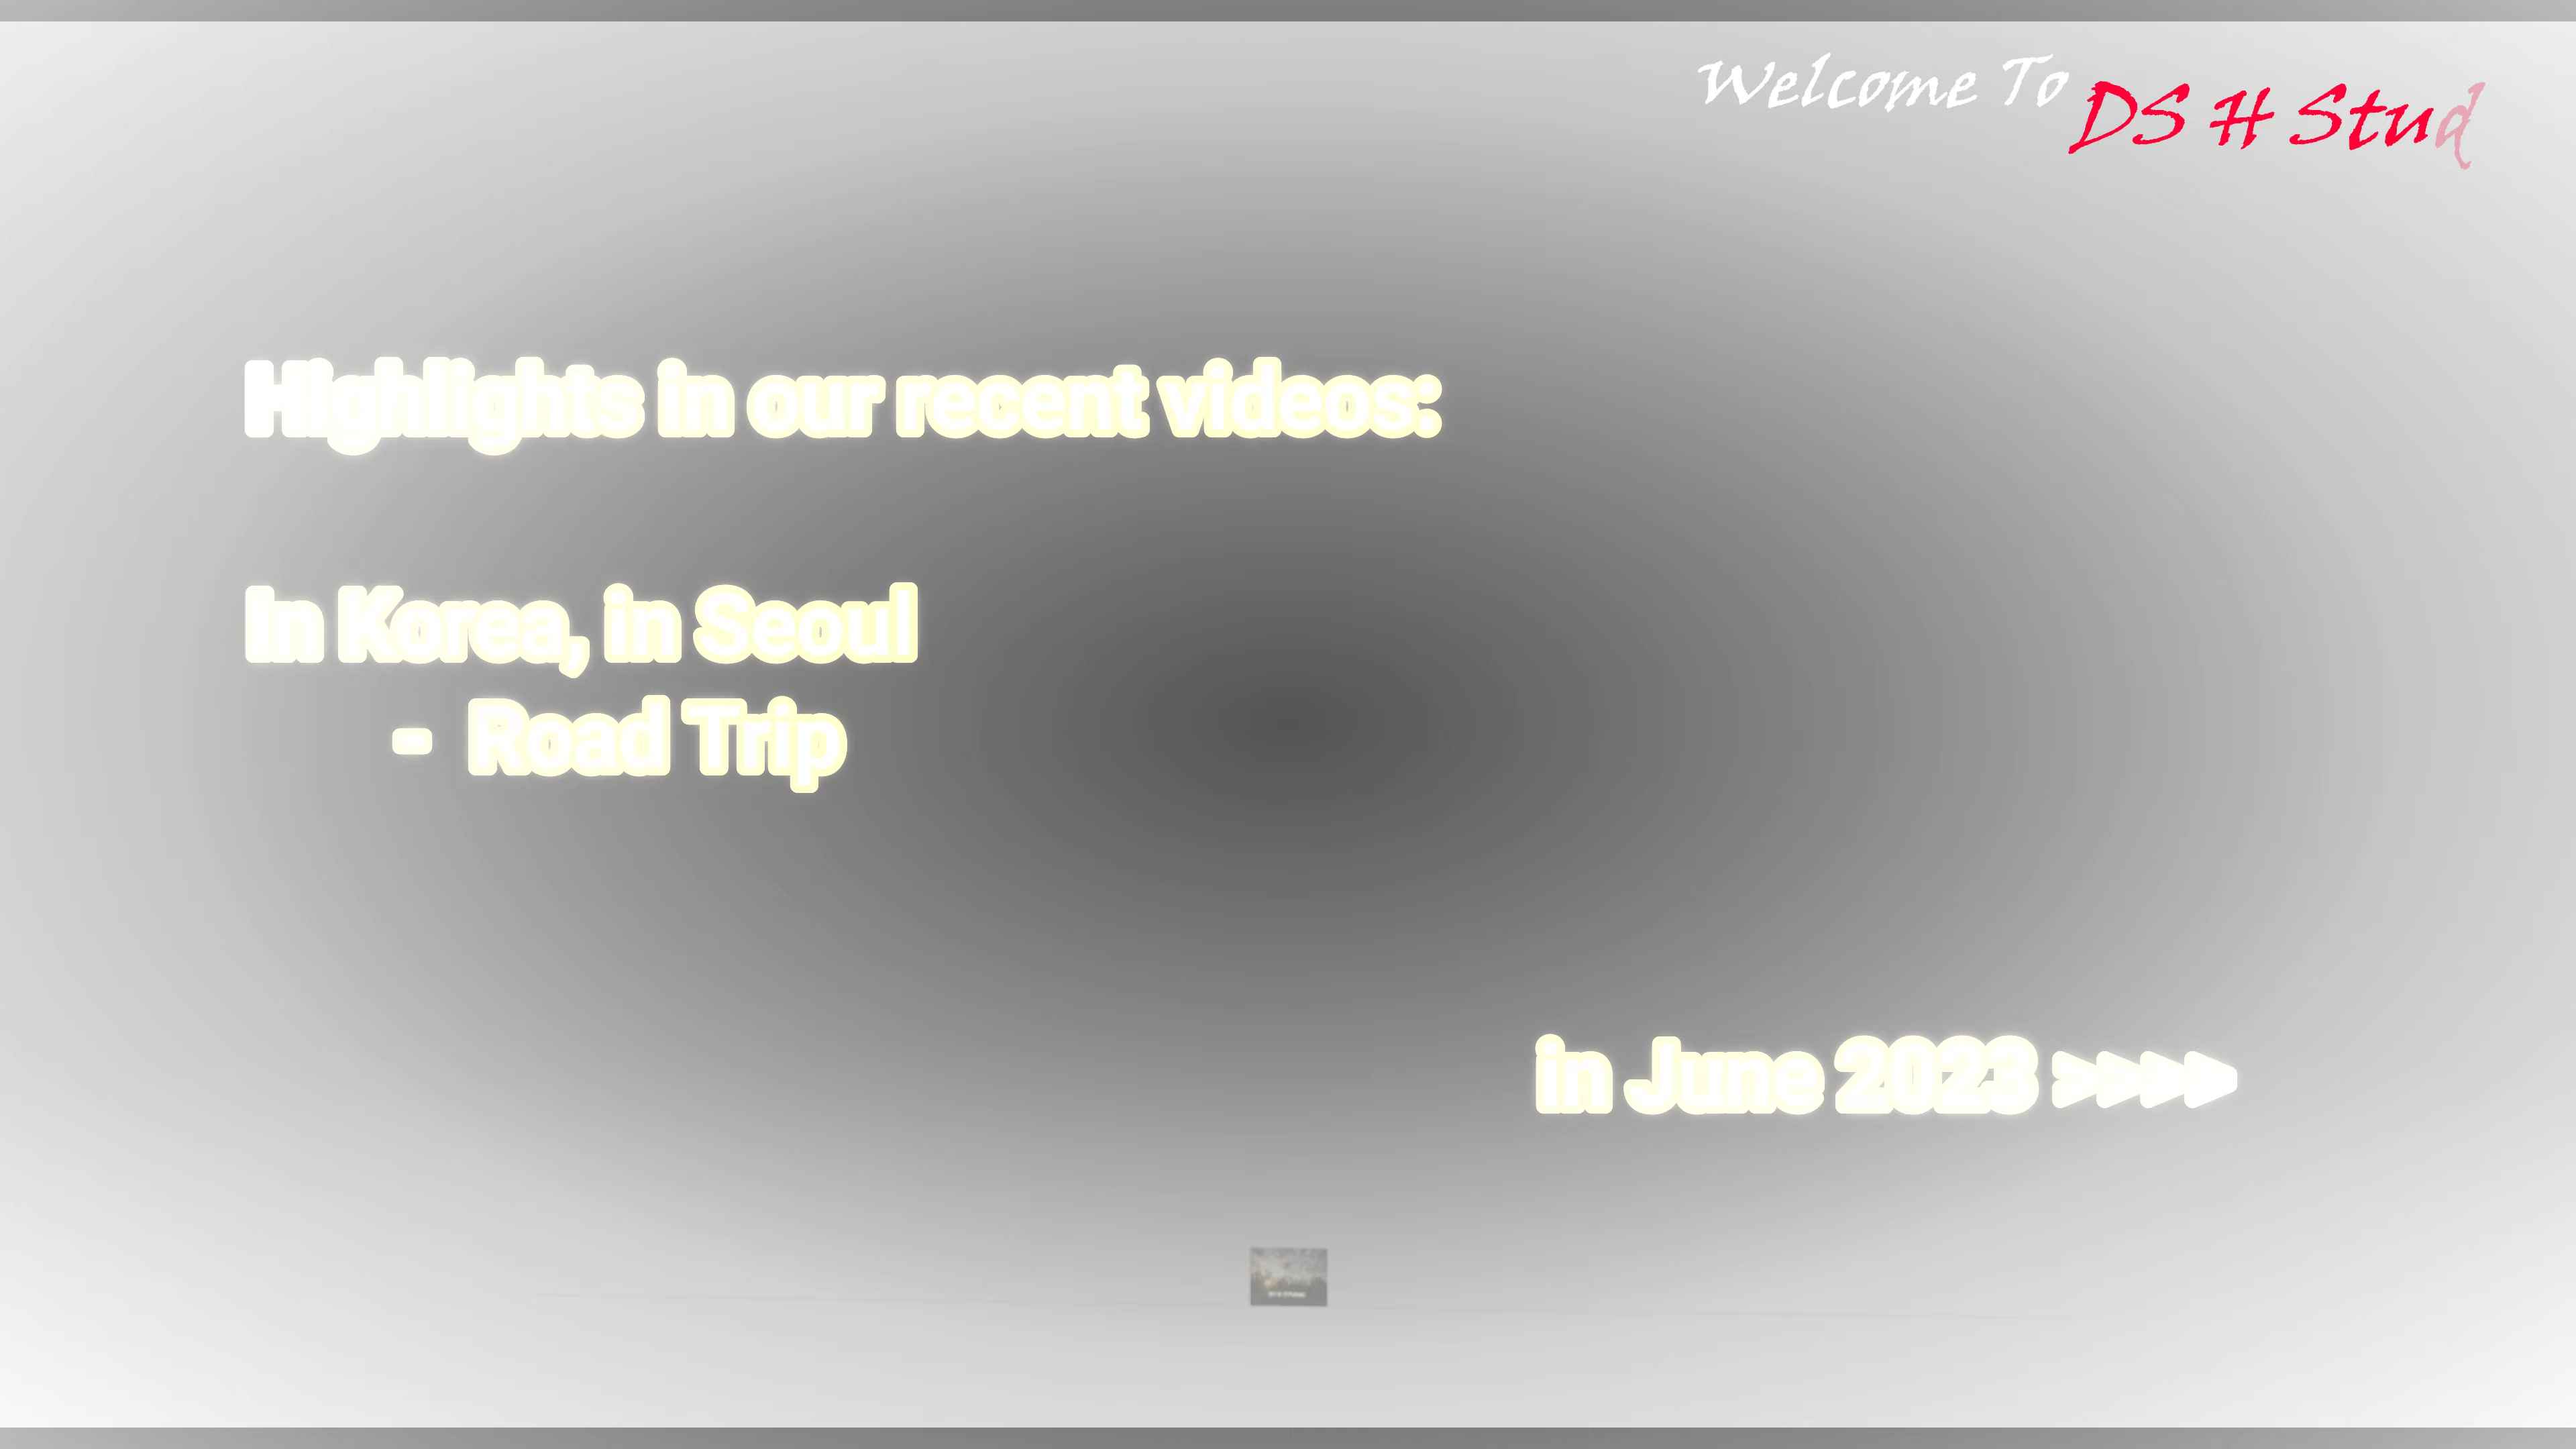 Welcome To DS H Stud
Highlights in our recent videos:
In Korea, in Seoul
- Road Trip
in June 2023 >>>>